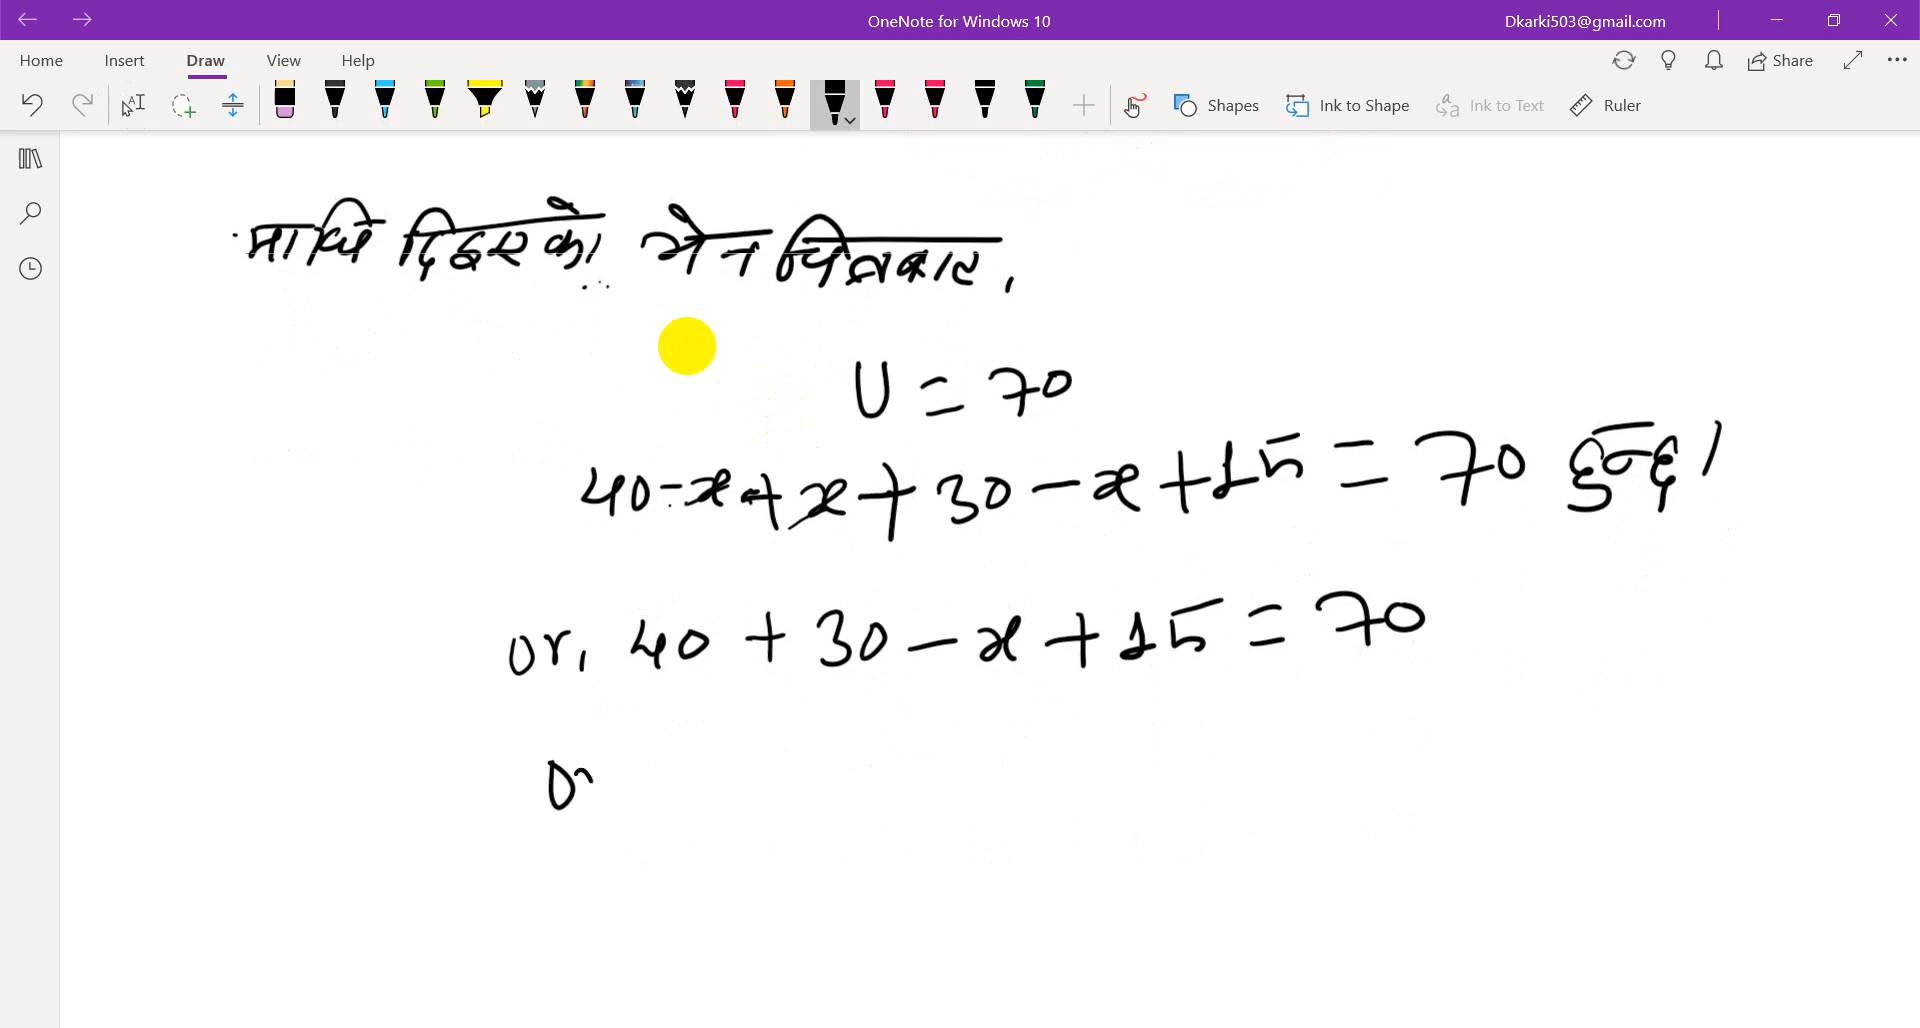 OneNote for Windows 10
Dkarki503@gmail.com
Home Insert Draw View Help
Share
Shapes Ink to Shape Ink to Text Ruler
माथि दिइएको भेन चित्रबाट,
U = 70
40-x+x+30-x+15=70 हुन्छ।
or, 40 + 30 - x + 15 = 70
or